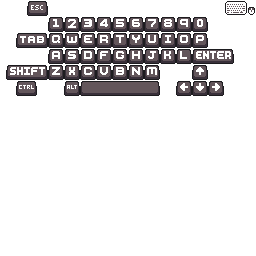 ESC
1 2 3 4 5 6 7 8 9 0
TAB Q W E R T Y U I O P
A S D F G H J K L ENTER
SHIFT Z X C V B N M ↑
CTRL ALT ← ↓ →